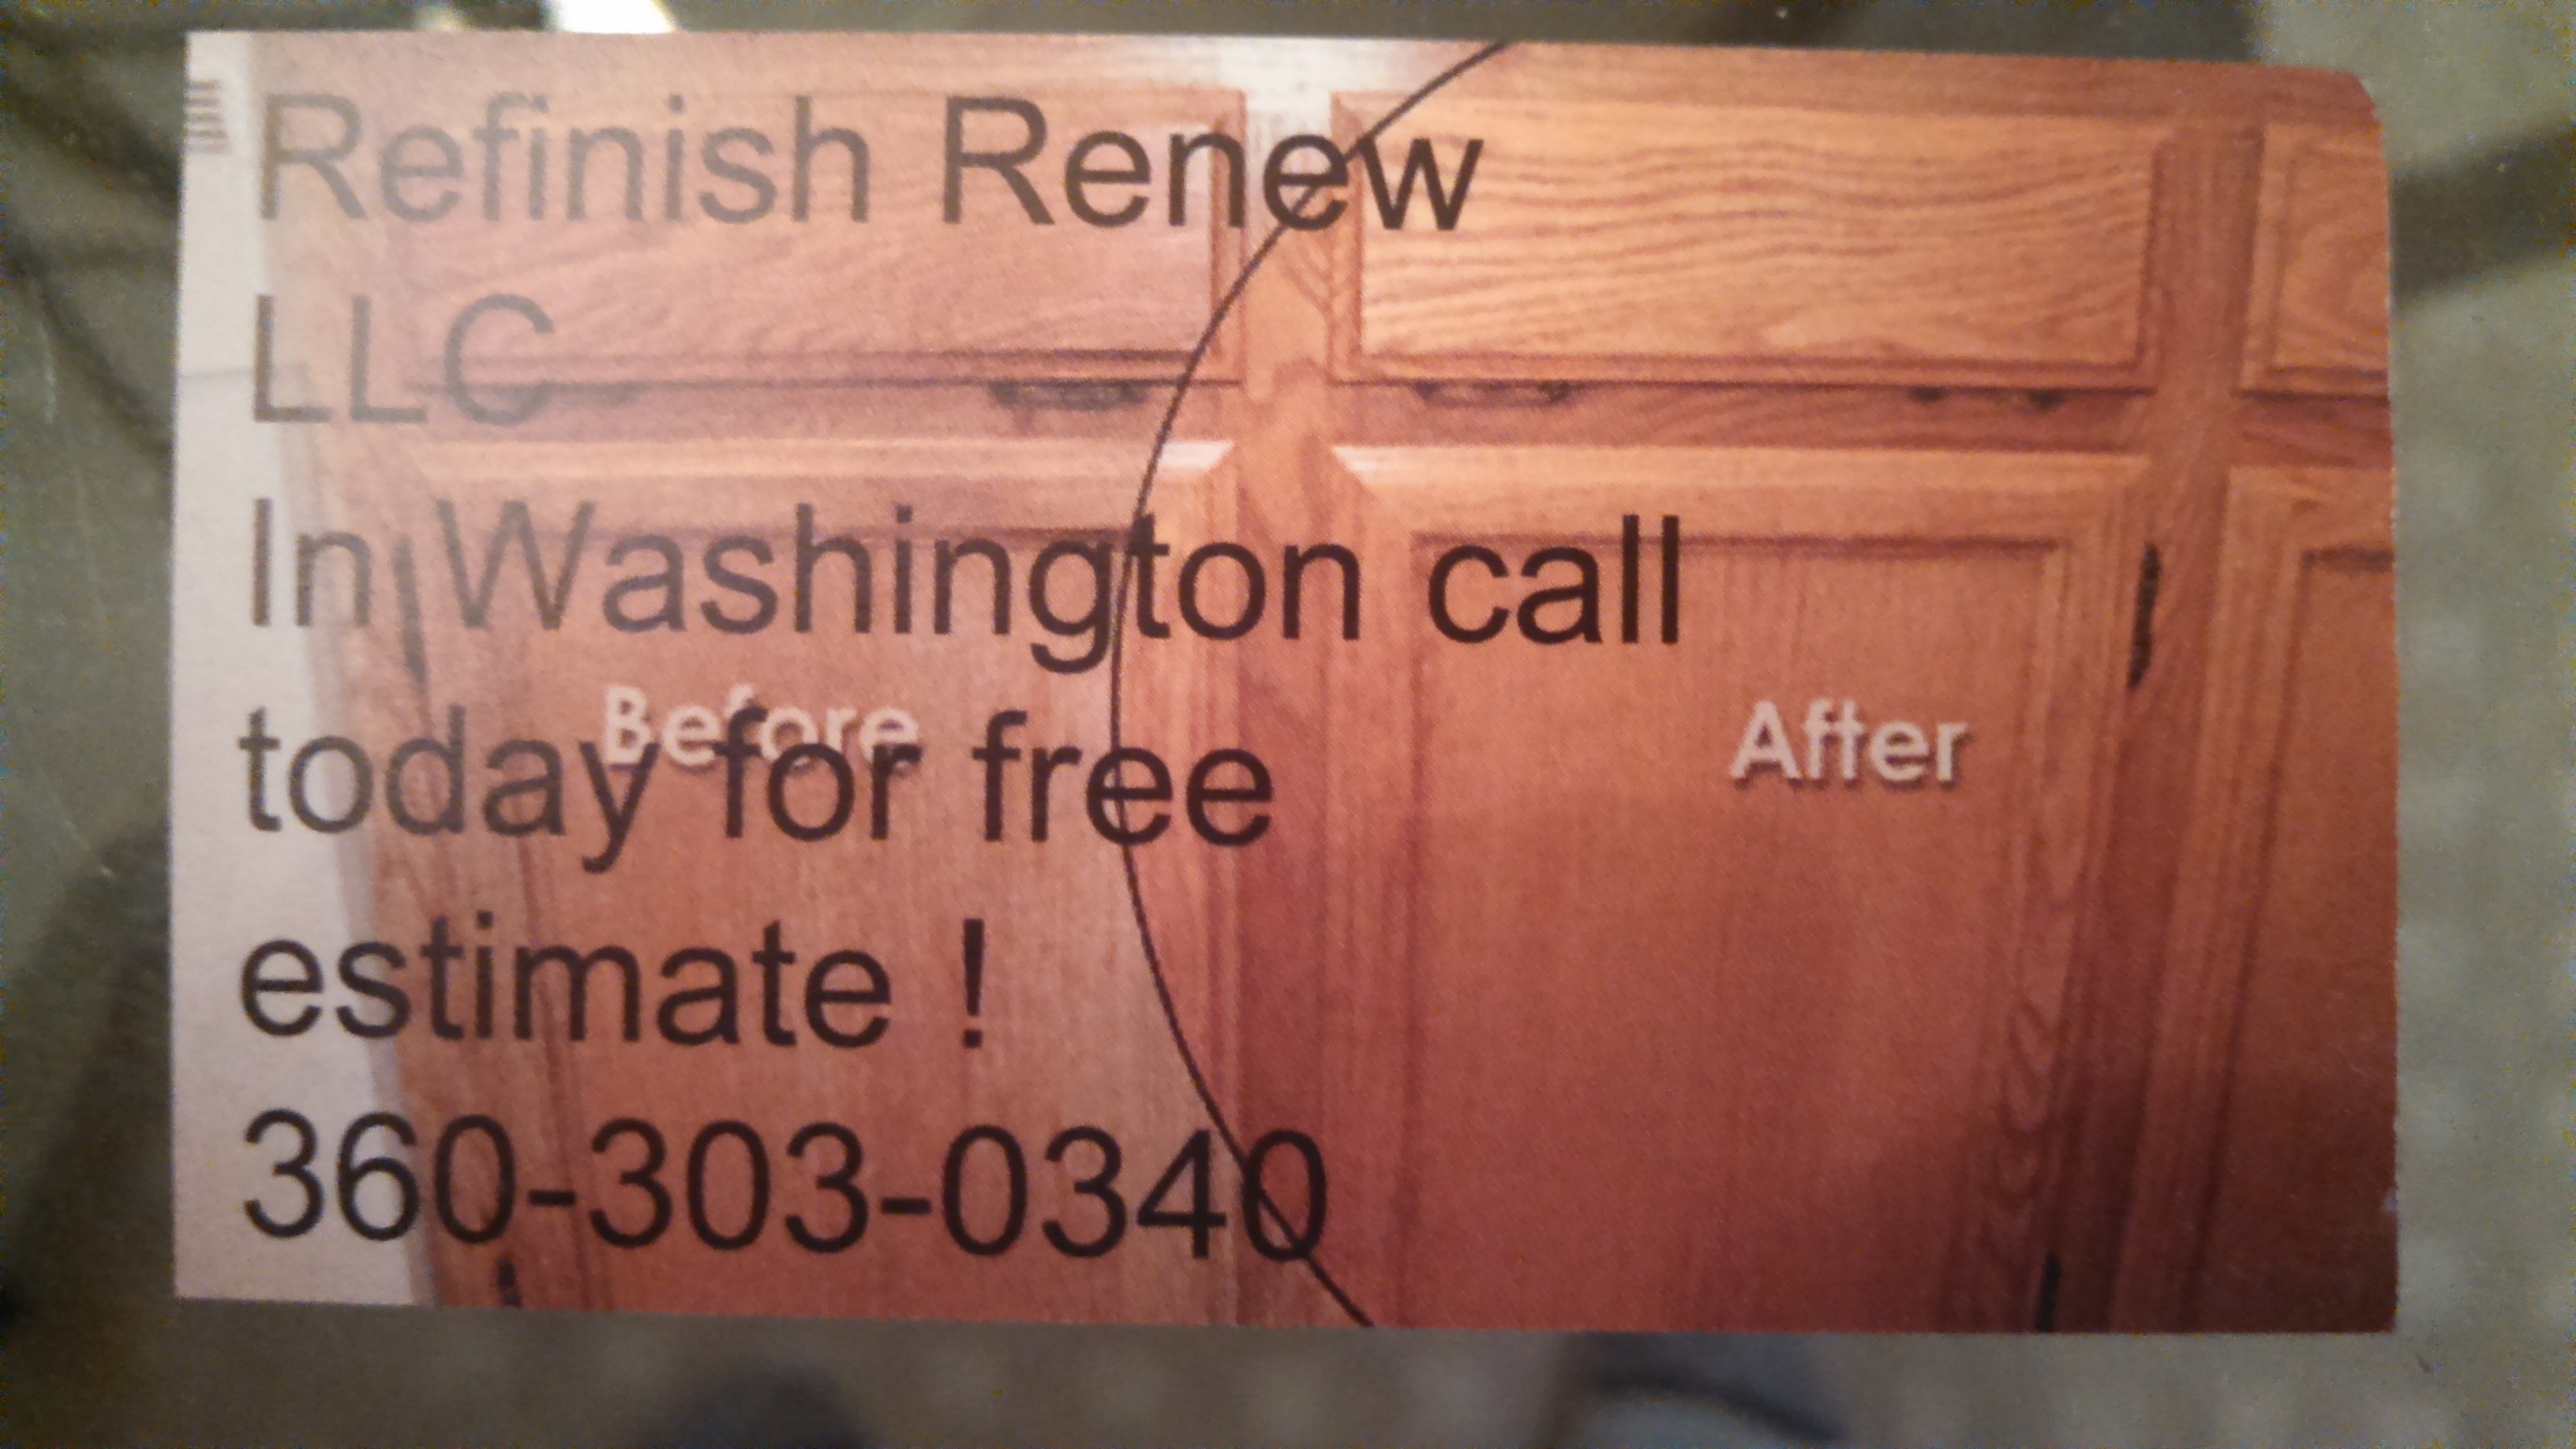 Refinish Renew
LLC
In Washington call
Before
After
today for free
estimate !
360-303-0340